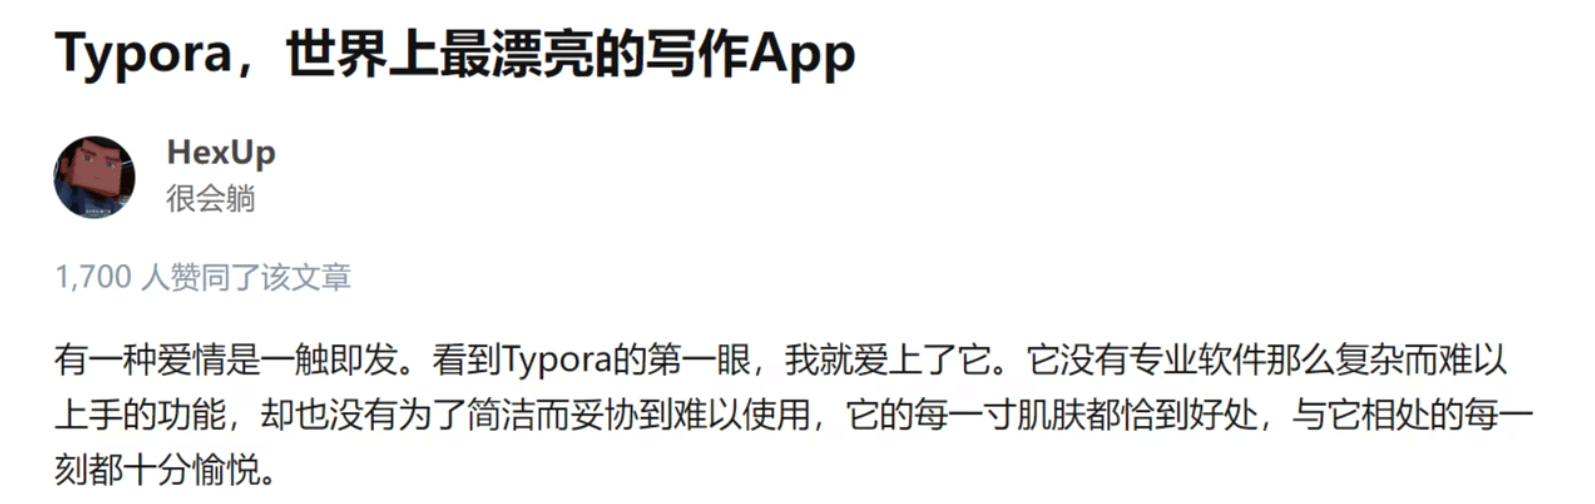 Typora，世界上最漂亮的写作App
HexUp
很会躺
1,700 人赞同了该文章
有一种爱情是一触即发。看到Typora的第一眼，我就爱上了它。它没有专业软件那么复杂而难以
上手的功能，却也没有为了简洁而妥协到难以使用，它的每一寸肌肤都恰到好处，与它相处的每一
刻都十分愉悦。